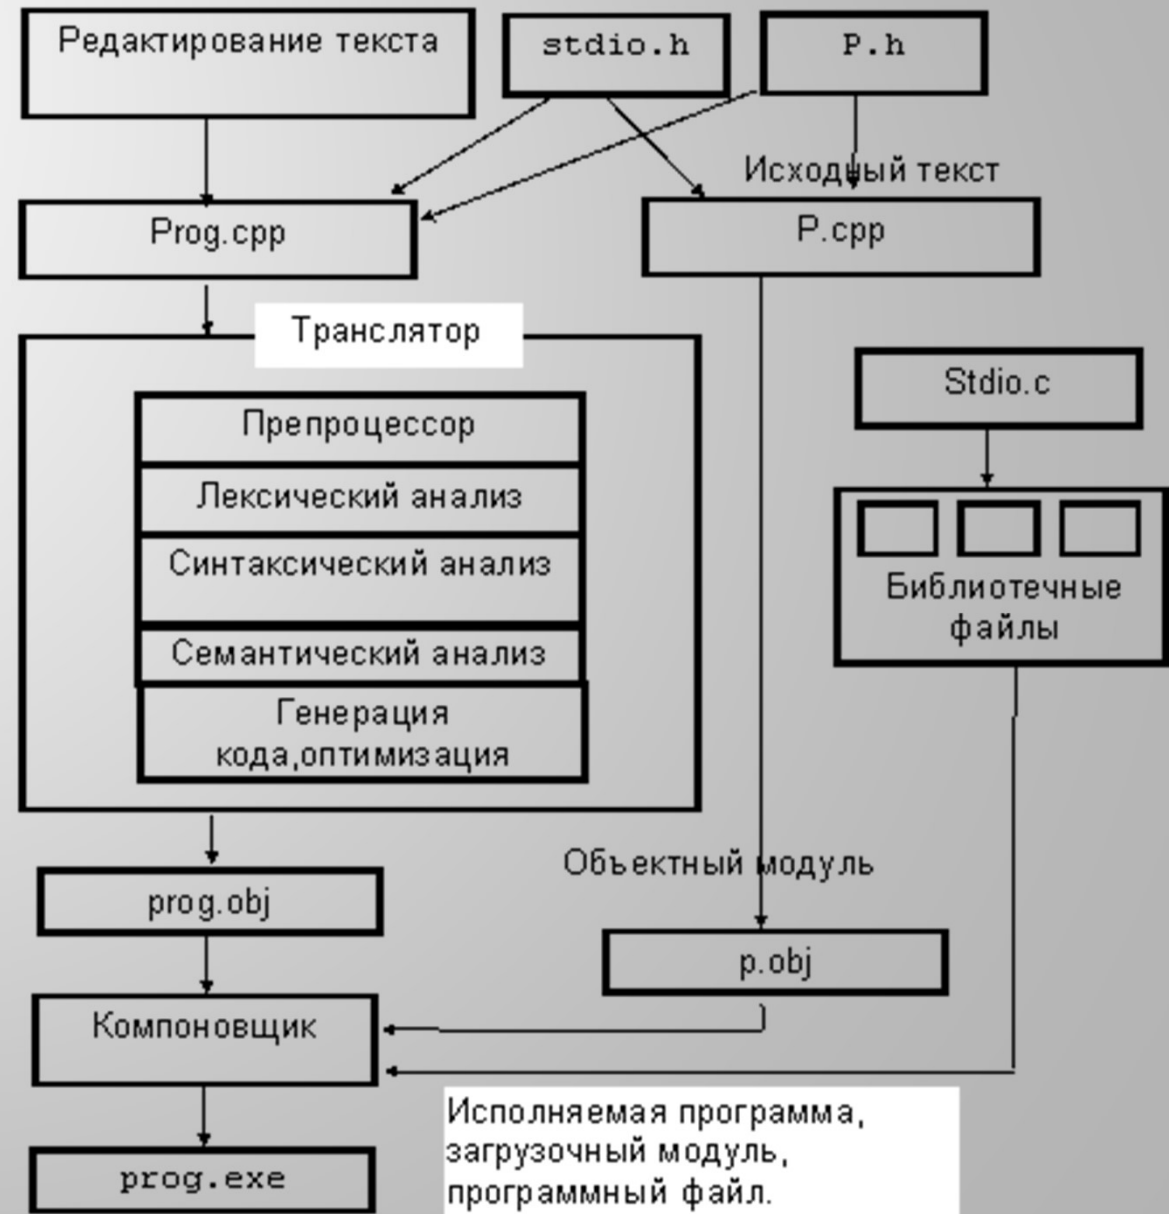 Редактирование текста
stdio.h
P.h
Исходный текст
Prog.cpp
P.cpp
Транслятор
Stdio.c
Препроцессор
Лексический анализ
Синтаксический анализ
Семантический анализ
Генерация
кода,оптимизация
Библиотечные
файлы
Объектный модуль
prog.obj
p.obj
Компоновщик
Исполняемая программа,
загрузочный модуль,
программный файл.
prog.exe